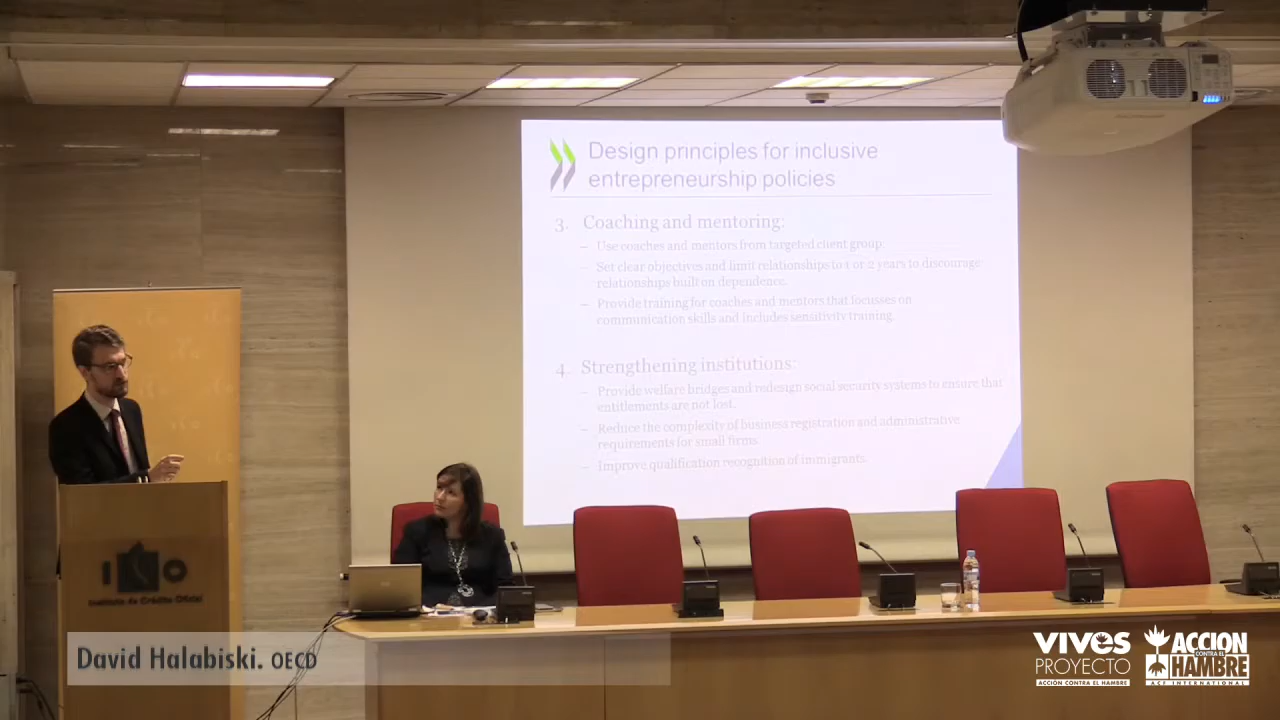 Design principles for inclusive
entrepreneurship policies
3. Coaching and mentoring:
– Use coaches and mentors from targeted client group.
– Set clear objectives and limit relationships to 1 or 2 years to discourage
relationships built on dependence.
– Provide training for coaches and mentors that focusses on
communication skills and includes sensitivity training.
4. Strengthening institutions:
– Provide welfare bridges and redesign social security systems to ensure that
entitlements are not lost.
– Reduce the complexity of business registration and administrative
requirements for small firms.
– Improve qualification recognition of immigrants.
ICO
Instituto de Crédito Oficial
David Halabiski. OECD
VIVES
PROYECTO
ACCIÓN CONTRA EL HAMBRE
ACCION
CONTRA EL
HAMBRE
ACF INTERNATIONAL